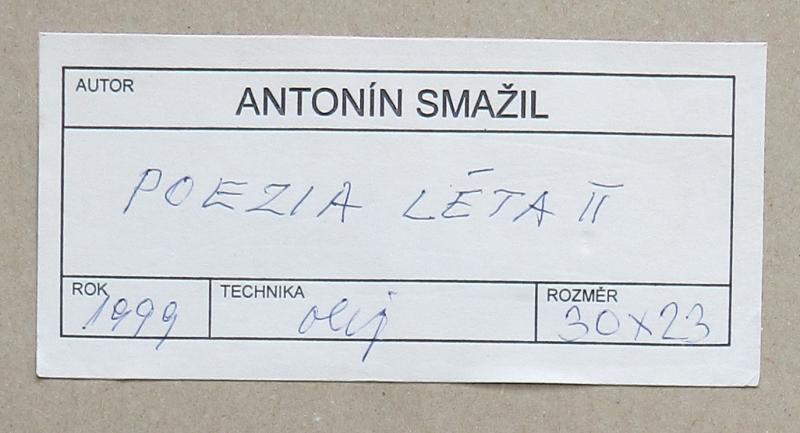 AUTOR
ANTONÍN SMAŽIL
POEZIA LÉTA II
ROK TECHNIKA ROZMĚR
1999 olej 30x23